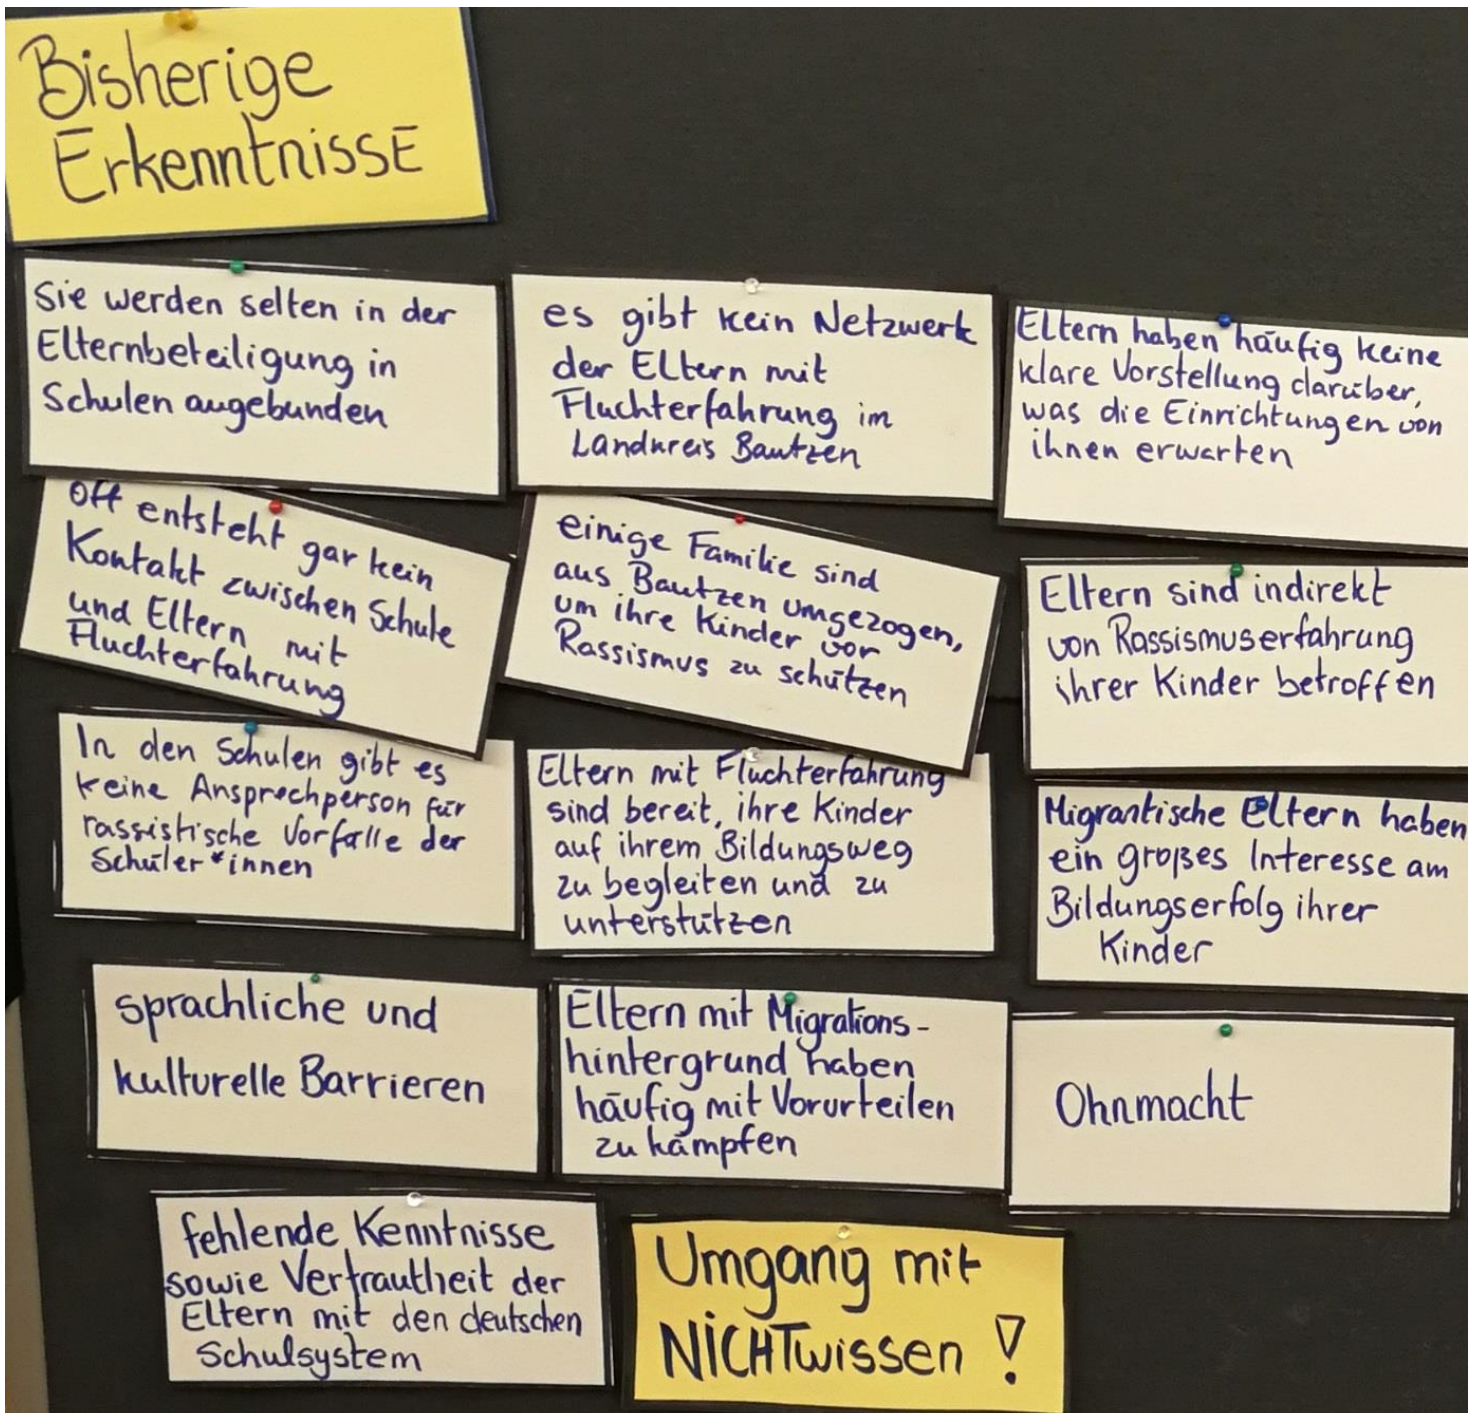 Bisherige
ErkenntnissE
Sie werden selten in der
Elternbeteiligung in
Schulen angebunden
es gibt kein Netzwerk
der Eltern mit
Fluchterfahrung im
Landkreis Bautzen
Eltern haben häufig keine
klare Vorstellung darüber,
was die Einrichtungen von
ihnen erwarten
oft entsteht gar kein
Kontakt zwischen Schule
und Eltern mit
Fluchterfahrung
einige Familie sind
aus Bautzen umgezogen,
um ihre Kinder vor
Rassismus zu schützen
Eltern sind indirekt
von Rassismuserfahrung
ihrer Kinder betroffen
In den Schulen gibt es
keine Ansprechperson für
rassistische Vorfälle der
Schüler*innen
Eltern mit Fluchterfahrung
sind bereit, ihre Kinder
auf ihrem Bildungsweg
zu begleiten und zu
unterstützen
Migrantische Eltern haben
ein großes Interesse am
Bildungserfolg ihrer
Kinder
sprachliche und
kulturelle Barrieren
Eltern mit Migrations-
hintergrund haben
häufig mit Vorurteilen
zu kämpfen
Ohnmacht
fehlende Kenntnisse
sowie Vertrautheit der
Eltern mit den deutschen
Schulsystem
Umgang mit
NICHTwissen!